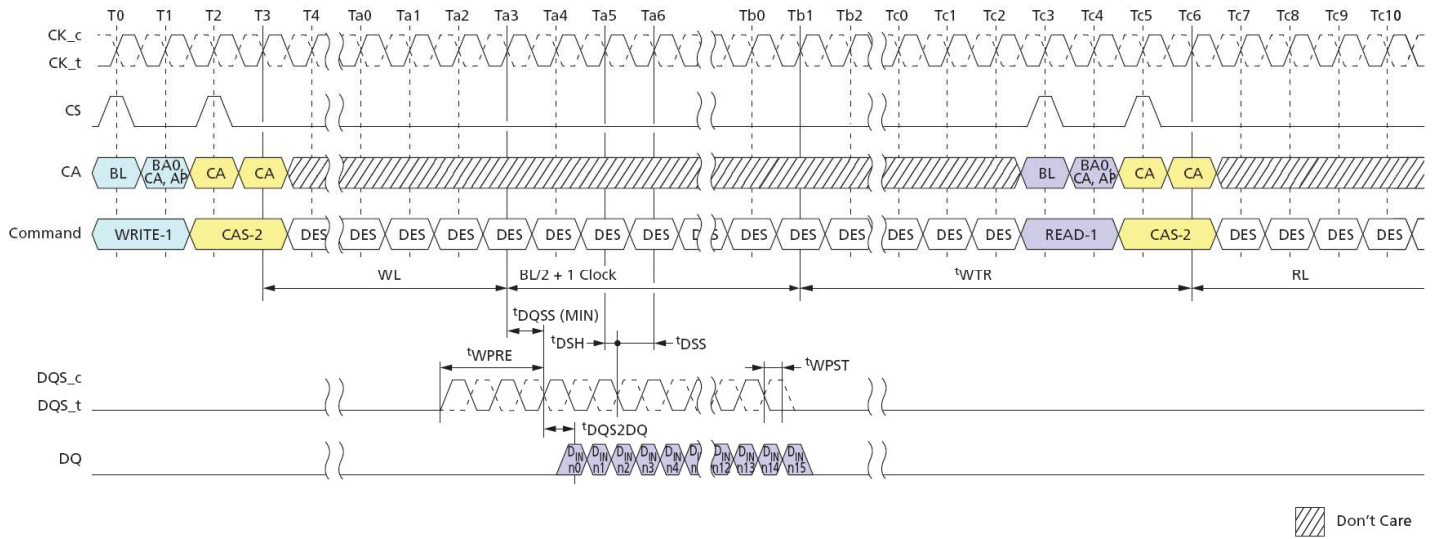 T0 T1 T2 T3 T4 Ta0 Ta1 Ta2 Ta3 Ta4 Ta5 Ta6 Tb0 Tb1 Tb2 Tc0 Tc1 Tc2 Tc3 Tc4 Tc5 Tc6 Tc7 Tc8 Tc9 Tc10
CK_c
CK_t
CS
CA BL BA0, CA, AP CA CA BL BA0, CA, AP CA CA
Command WRITE-1 CAS-2 DES DES DES DES DES DES DES DES DES DES DES DES DES DES READ-1 CAS-2 DES DES DES DES
WL BL/2 + 1 Clock tWTR RL
tDQSS (MIN)
tDSH tDSS
tWPRE tWPST
DQS_c
DQS_t
tDQS2DQ
DQ DIN n0 DIN n1 DIN n2 DIN n3 DIN n4 DIN n12 DIN n13 DIN n14 DIN n15
Don't Care